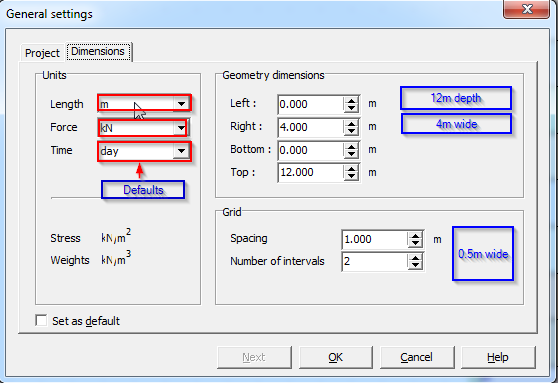 General settings
Project Dimensions
Units
Length m
Force kN
Time day
Defaults
Stress kN/m²
Weights kN/m³
Geometry dimensions
Left : 0.000 m
Right : 4.000 m
Bottom : 0.000 m
Top : 12.000 m
12m depth
4m wide
Grid
Spacing 1.000 m
Number of intervals 2
0.5m wide
Set as default
Next OK Cancel Help